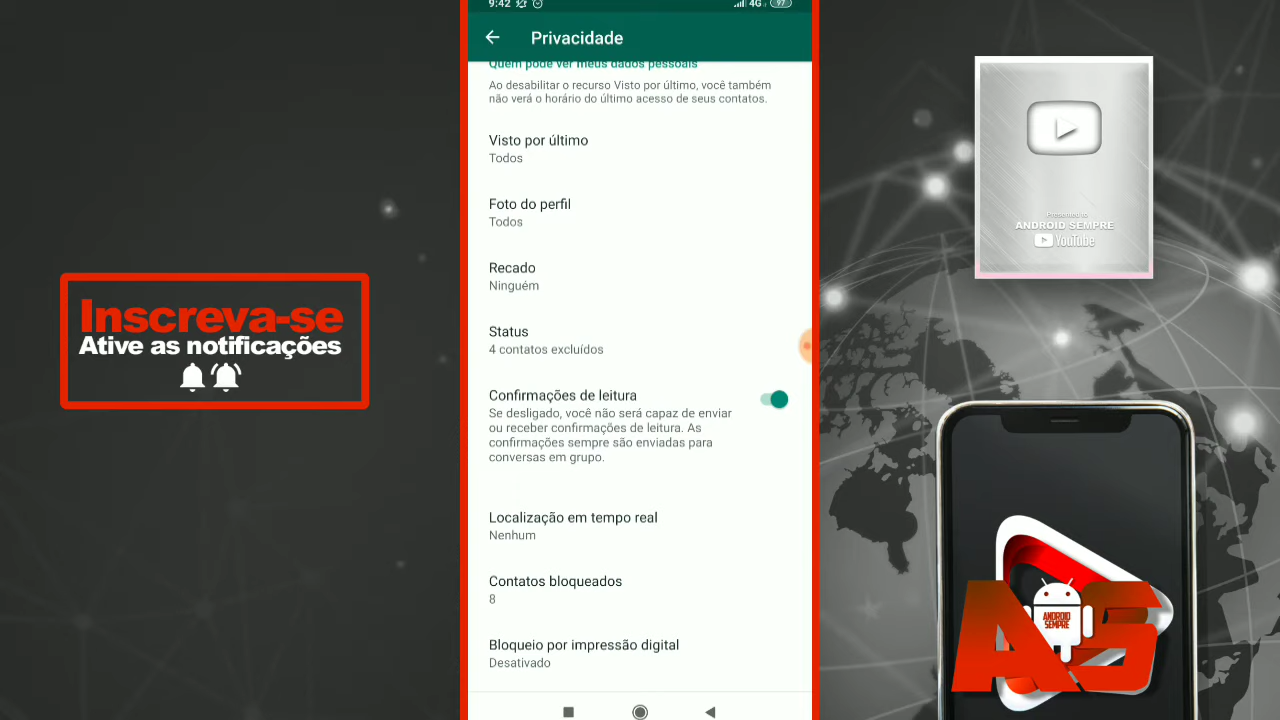 9:42
4G
97
Privacidade
Quem pode ver meus dados pessoais
Ao desabilitar o recurso Visto por último, você também
não verá o horário do último acesso de seus contatos.
Visto por último
Todos
Foto do perfil
Todos
Recado
Ninguém
Status
4 contatos excluídos
Confirmações de leitura
Se desligado, você não será capaz de enviar
ou receber confirmações de leitura. As
confirmações sempre são enviadas para
conversas em grupo.
Localização em tempo real
Nenhum
Contatos bloqueados
8
Bloqueio por impressão digital
Desativado
Inscreva-se
Ative as notificações
Presented to
ANDROID SEMPRE
YouTube
AS
ANDROID
SEMPRE